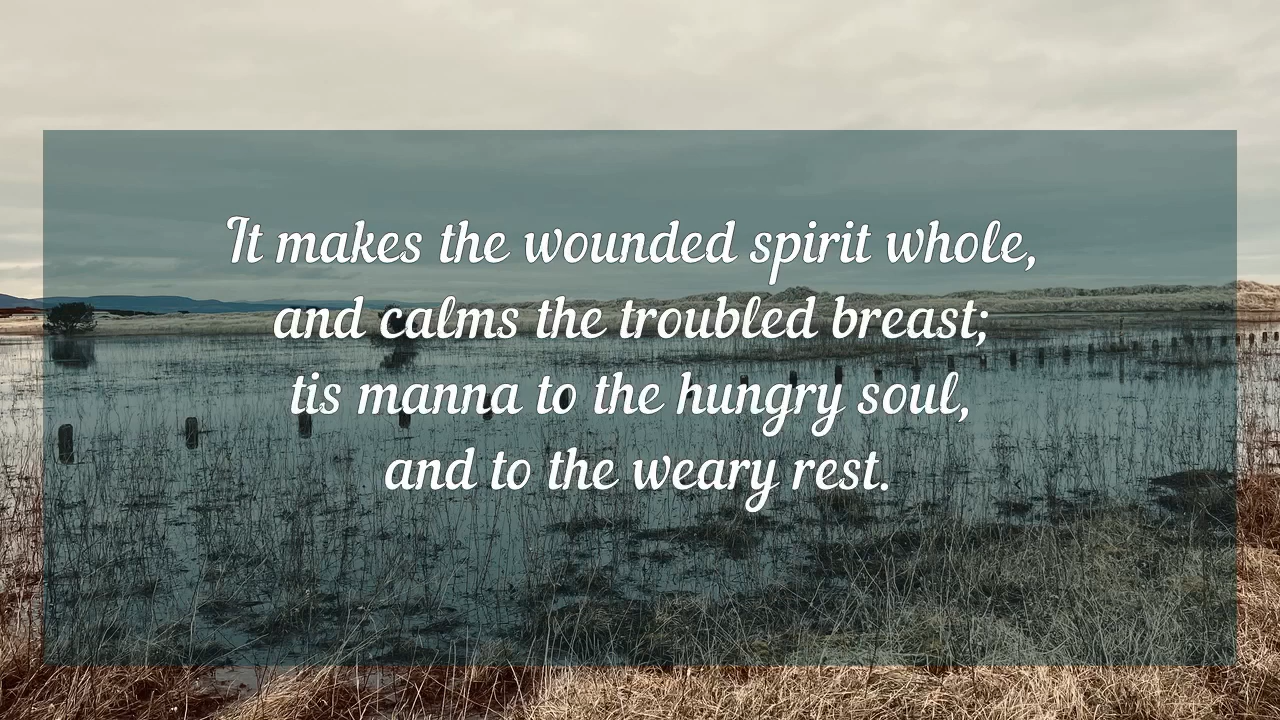 It makes the wounded spirit whole,
and calms the troubled breast;
tis manna to the hungry soul,
and to the weary rest.